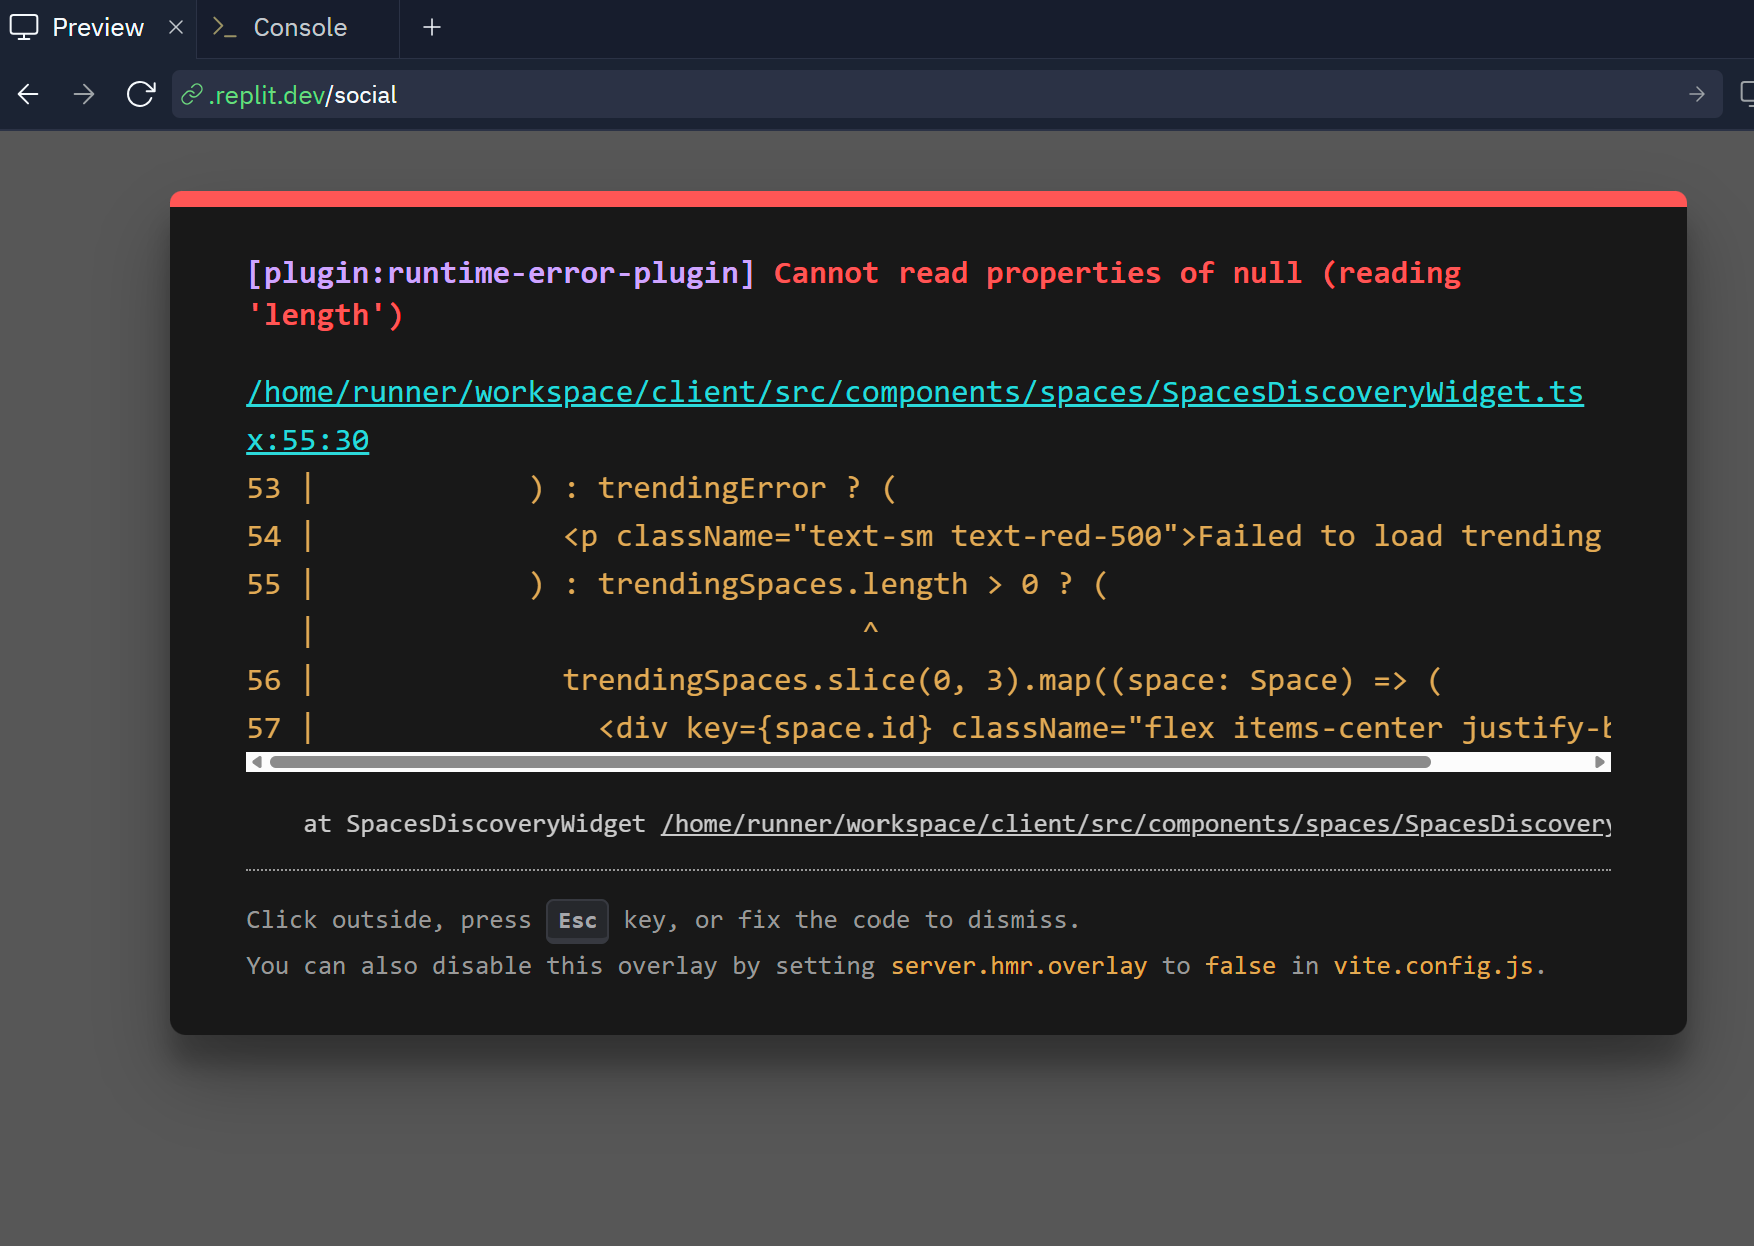 Preview
Console
.replit.dev/social
[plugin:runtime-error-plugin] Cannot read properties of null (reading
'length')
/home/runner/workspace/client/src/components/spaces/SpacesDiscoveryWidget.ts
x:55:30
53 | ) : trendingError ? (
54 | <p className="text-sm text-red-500">Failed to load trending
55 | ) : trendingSpaces.length > 0 ? (
| ^
56 | trendingSpaces.slice(0, 3).map((space: Space) => (
57 | <div key={space.id} className="flex items-center justify-b
at SpacesDiscoveryWidget /home/runner/workspace/client/src/components/spaces/SpacesDiscovery
Click outside, press Esc key, or fix the code to dismiss.
You can also disable this overlay by setting server.hmr.overlay to false in vite.config.js.